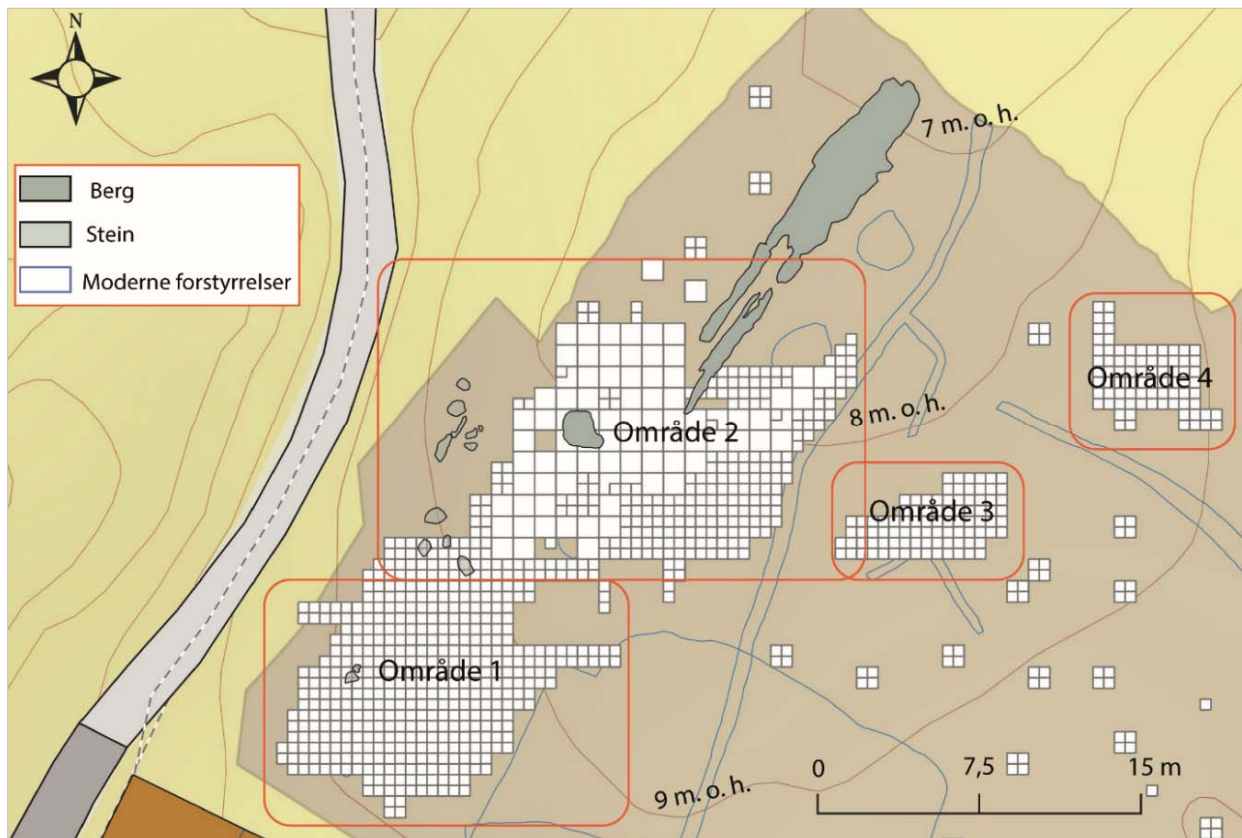 N
Berg
Stein
Moderne forstyrrelser
7 m. o. h.
Område 4
8 m. o. h.
Område 2
Område 3
Område 1
9 m. o. h.
0 7,5 15 m